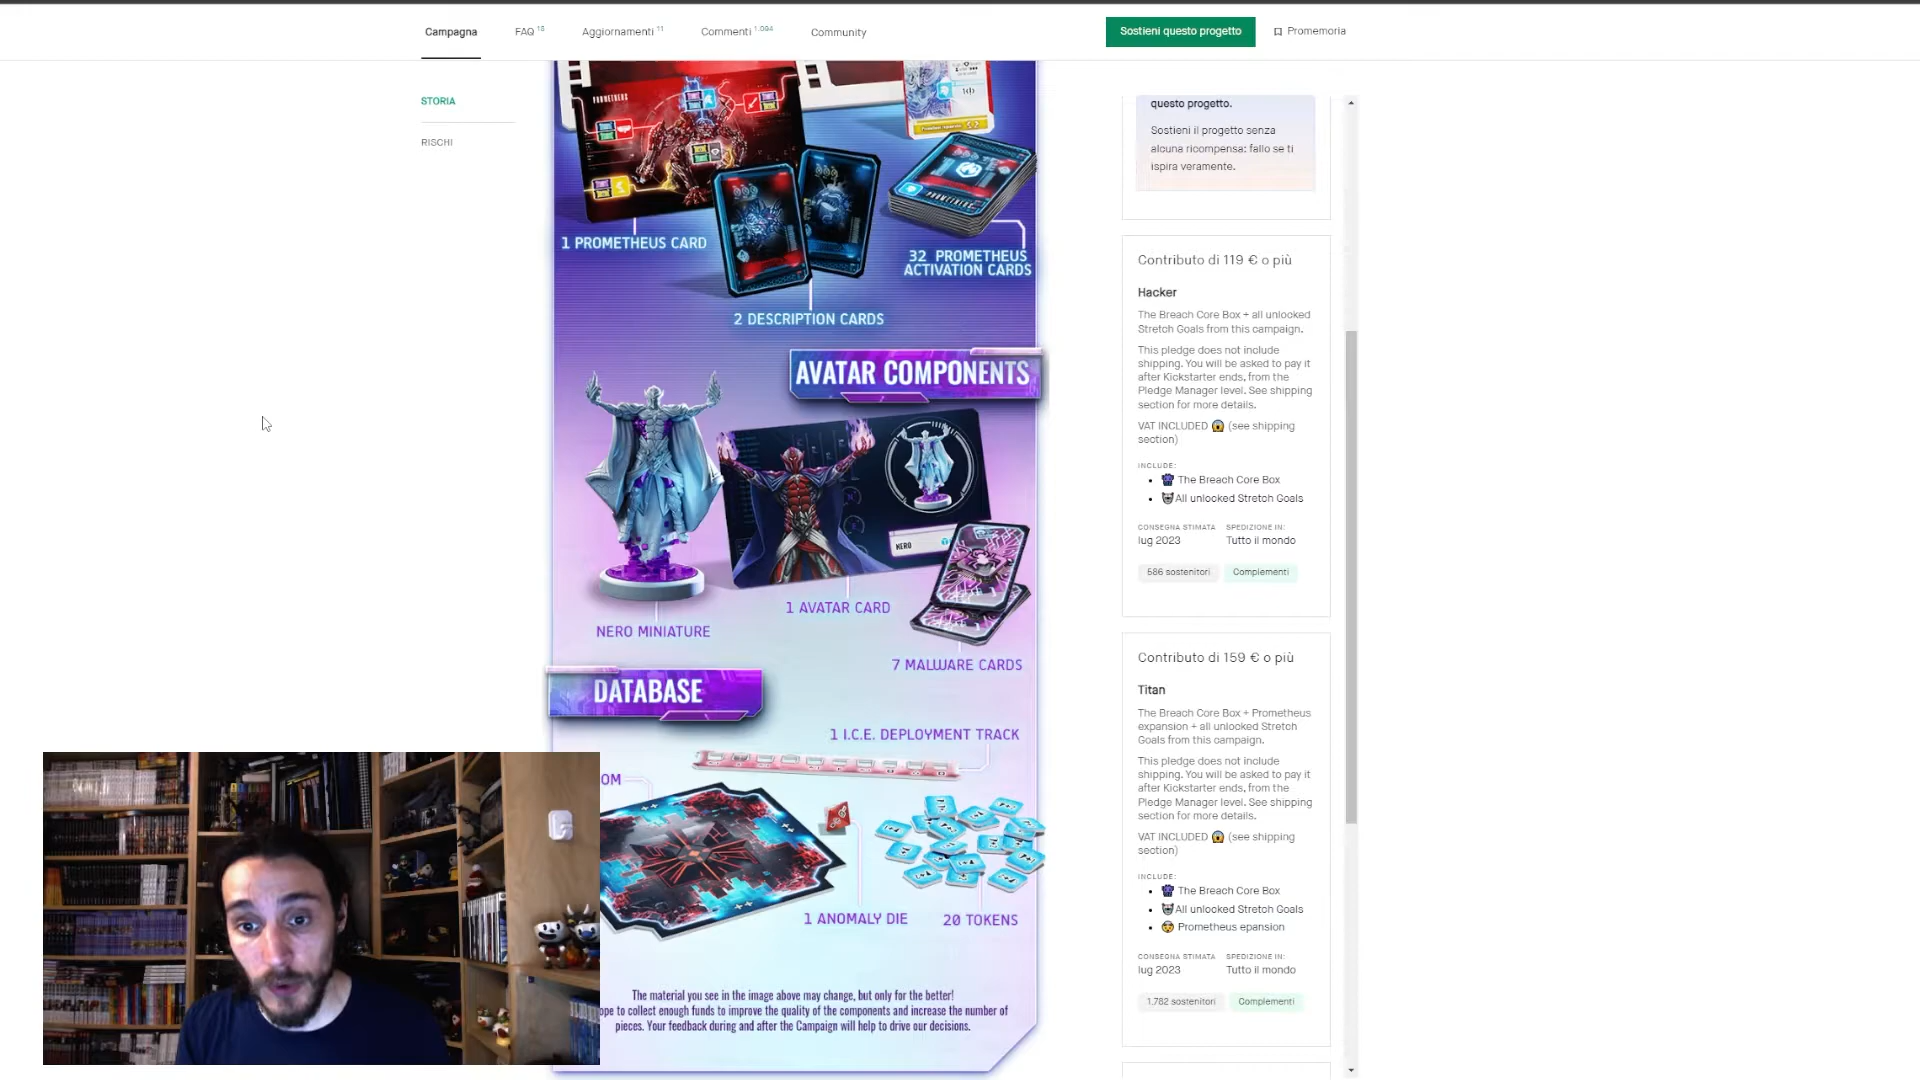 Campagna
FAQ
Aggiornamenti 11
Commenti 1.094
Community
Sostieni questo progetto
Promemoria
STORIA
RISCHI
PROMETHEUS
1 PROMETHEUS CARD
2 DESCRIPTION CARDS
32 PROMETHEUS
ACTIVATION CARDS
AVATAR COMPONENTS
NERO
NERO MINIATURE
1 AVATAR CARD
7 MALWARE CARDS
DATABASE
1 I.C.E. DEPLOYMENT TRACK
OM
1 ANOMALY DIE
20 TOKENS
The material you see in the image above may change, but only for the better!
ope to collect enough funds to improve the quality of the components and increase the number of
pieces. Your feedback during and after the Campaign will help to drive our decisions.
questo progetto.
Sostieni il progetto senza
alcuna ricompensa: fallo se ti
ispira veramente.
Contributo di 119 € o più
Hacker
The Breach Core Box + all unlocked
Stretch Goals from this campaign.
This pledge does not include
shipping. You will be asked to pay it
after Kickstarter ends, from the
Pledge Manager level. See shipping
section for more details.
VAT INCLUDED 😱 (see shipping
section)
INCLUDE:
The Breach Core Box
All unlocked Stretch Goals
CONSEGNA STIMATA
lug 2023
SPEDIZIONE IN:
Tutto il mondo
586 sostenitori
Complementi
Contributo di 159 € o più
Titan
The Breach Core Box + Prometheus
expansion + all unlocked Stretch
Goals from this campaign.
This pledge does not include
shipping. You will be asked to pay it
after Kickstarter ends, from the
Pledge Manager level. See shipping
section for more details.
VAT INCLUDED 😱 (see shipping
section)
INCLUDE:
The Breach Core Box
All unlocked Stretch Goals
Prometheus epansion
CONSEGNA STIMATA
lug 2023
SPEDIZIONE IN:
Tutto il mondo
1.782 sostenitori
Complementi